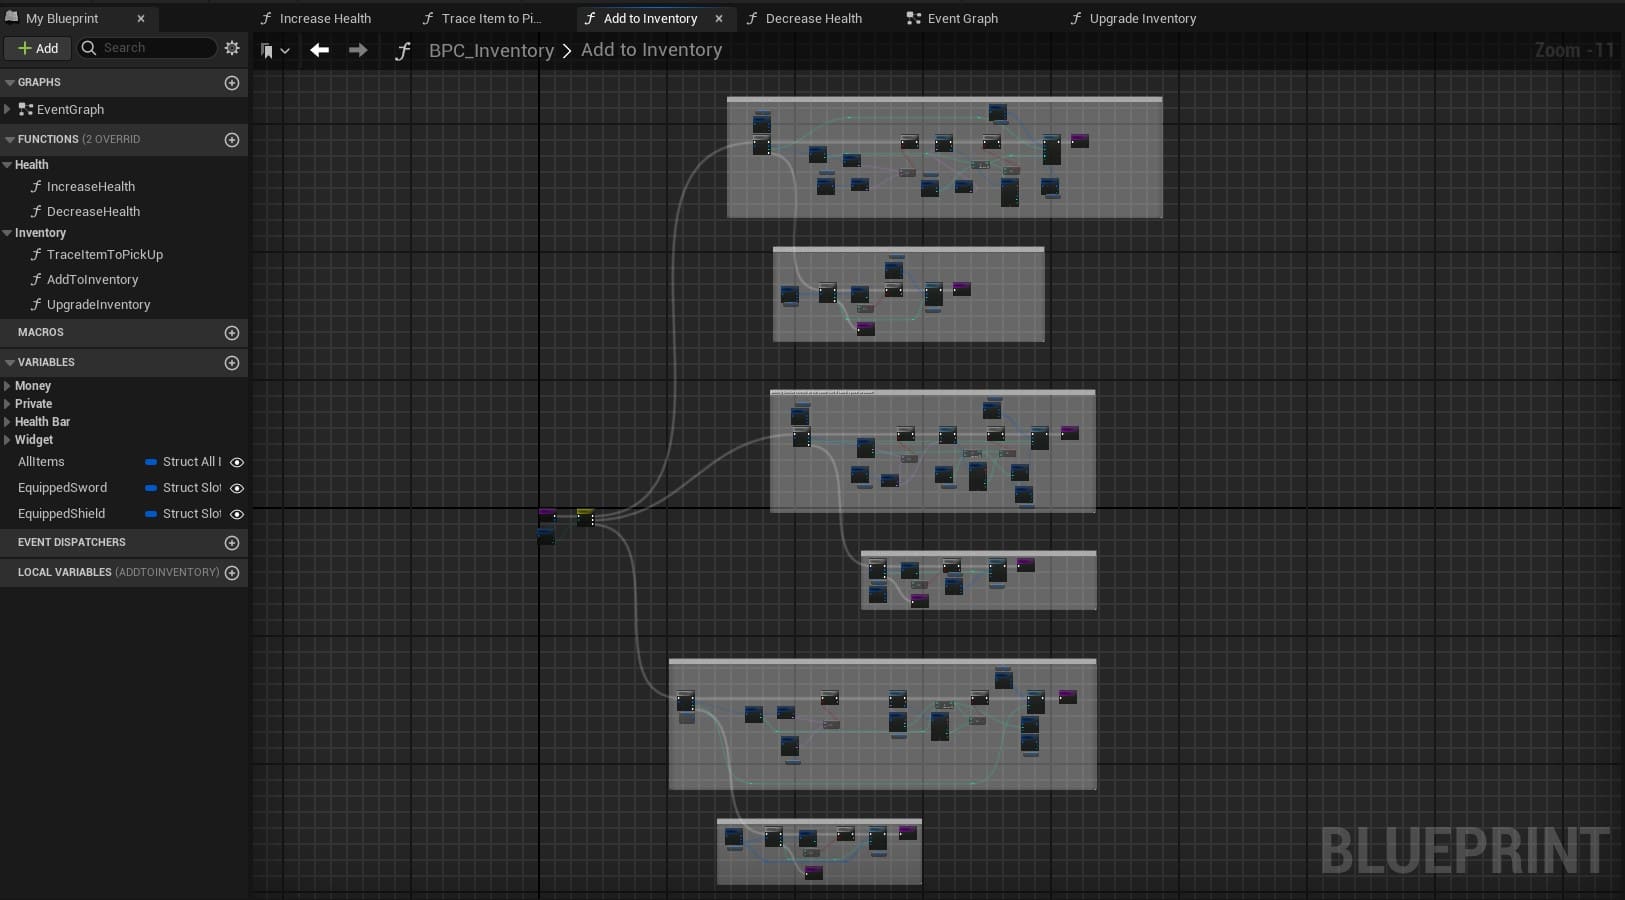 My Blueprint
Increase Health
Trace Item to Pi...
Add to Inventory
Decrease Health
Event Graph
Upgrade Inventory
Add
Search
BPC_Inventory > Add to Inventory
Zoom -11
GRAPHS
EventGraph
FUNCTIONS (2 OVERRID
Health
IncreaseHealth
DecreaseHealth
Inventory
TraceItemToPickUp
AddToInventory
UpgradeInventory
MACROS
VARIABLES
Money
Private
Health Bar
Widget
AllItems Struct All I
EquippedSword Struct Slot
EquippedShield Struct Slot
EVENT DISPATCHERS
LOCAL VARIABLES (ADDTOINVENTORY)
BLUEPRINT